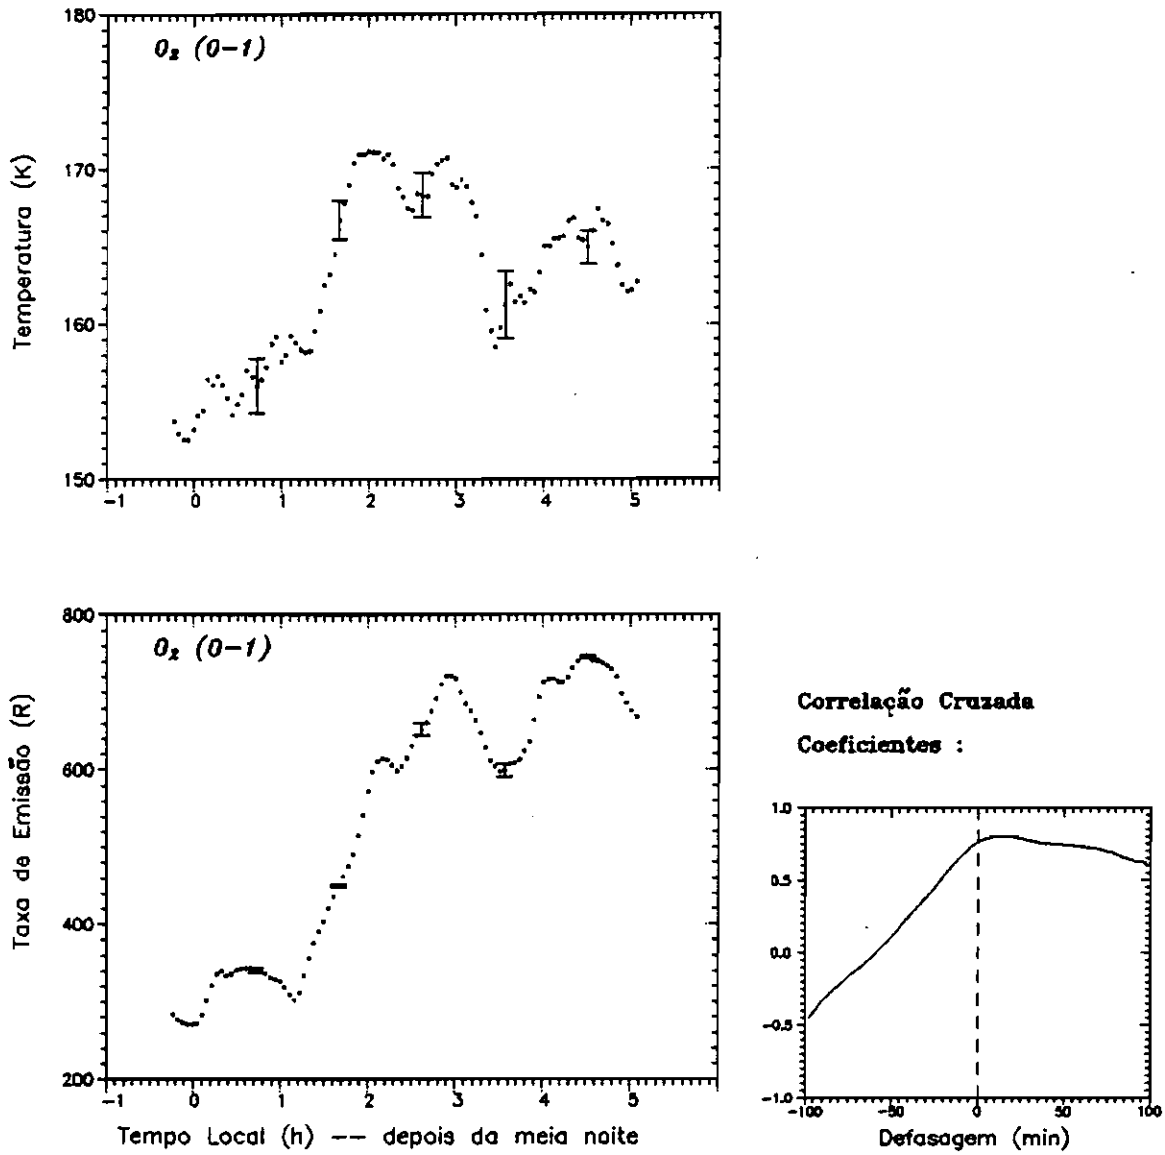 180
O₂ (0-1)
Temperatura (K)
170
160
150
-1 0 1 2 3 4 5
800
O₂ (0-1)
Taxa de Emissão (R)
600
400
200
-1 0 1 2 3 4 5
Tempo Local (h) -- depois da meia noite
Correlação Cruzada
Coeficientes :
1.0
0.5
0.0
-0.5
-1.0
-100 -50 0 50 100
Defasagem (min)